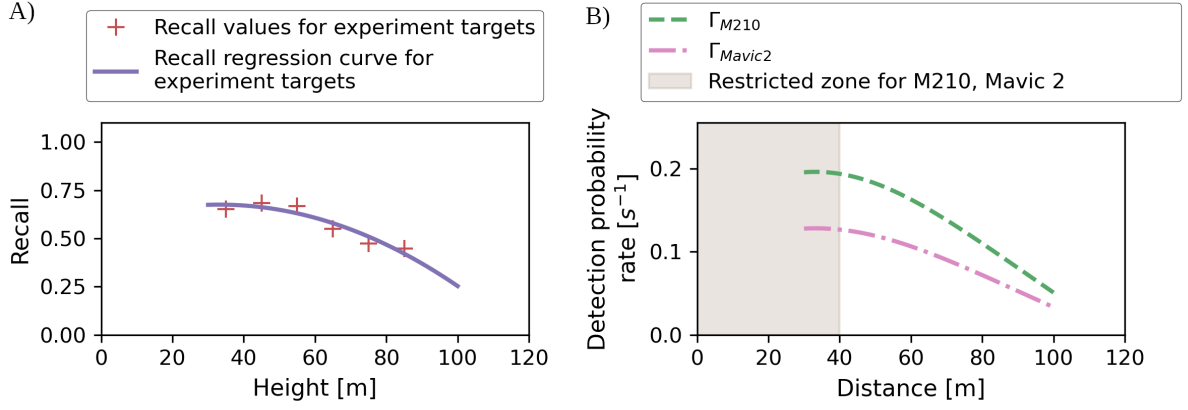 A)
Recall values for experiment targets
Recall regression curve for
experiment targets
1.00
0.75
0.50
0.25
0.00
Recall
0 20 40 60 80 100 120
Height [m]
B)
Γ_M210
Γ_Mavic2
Restricted zone for M210, Mavic 2
Detection probability
rate [s⁻¹]
0.2
0.1
0.0
0 20 40 60 80 100 120
Distance [m]